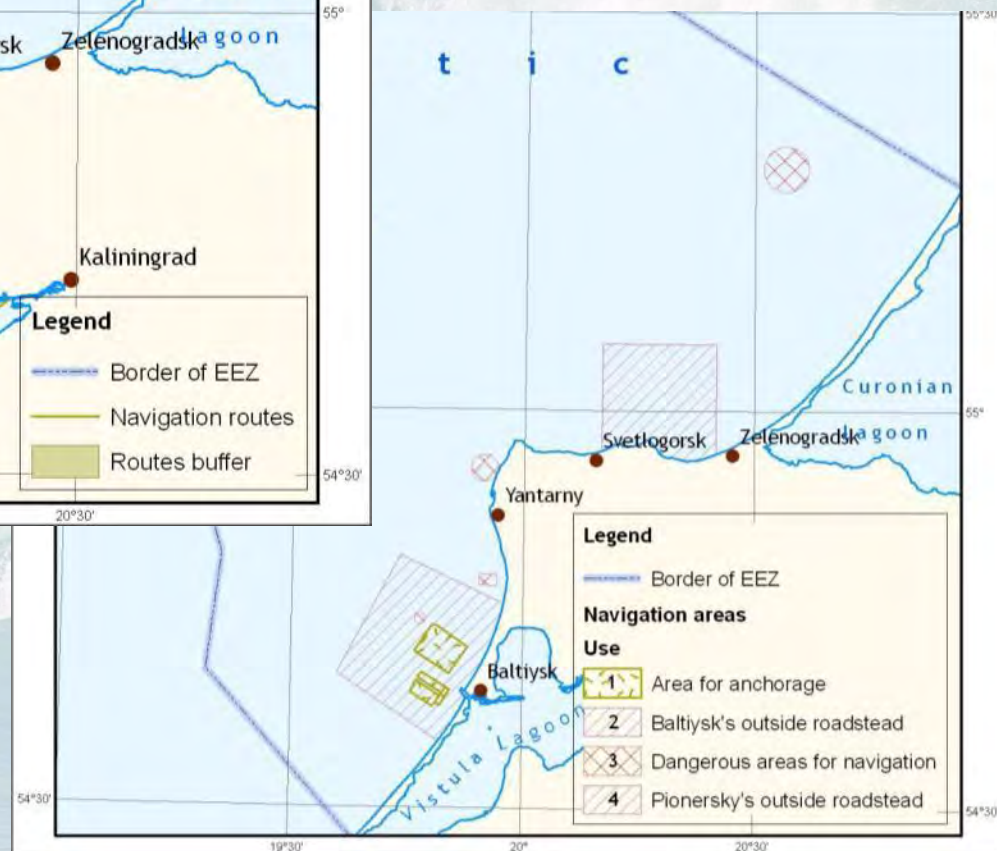 55°
sk
Zelenogradsk
Lagoon
Kaliningrad
Legend
Border of EEZ
Navigation routes
Routes buffer
54°30'
20°30'
55°30'
t i c
Curonian
Lagoon
55°
Svetlogorsk
Zelenogradsk
Yantarny
Baltiysk
Vistula Lagoon
Legend
Border of EEZ
Navigation areas
Use
1 Area for anchorage
2 Baltiysk's outside roadstead
3 Dangerous areas for navigation
4 Pionersky's outside roadstead
54°30'
54°30'
19°30'
20°
20°30'